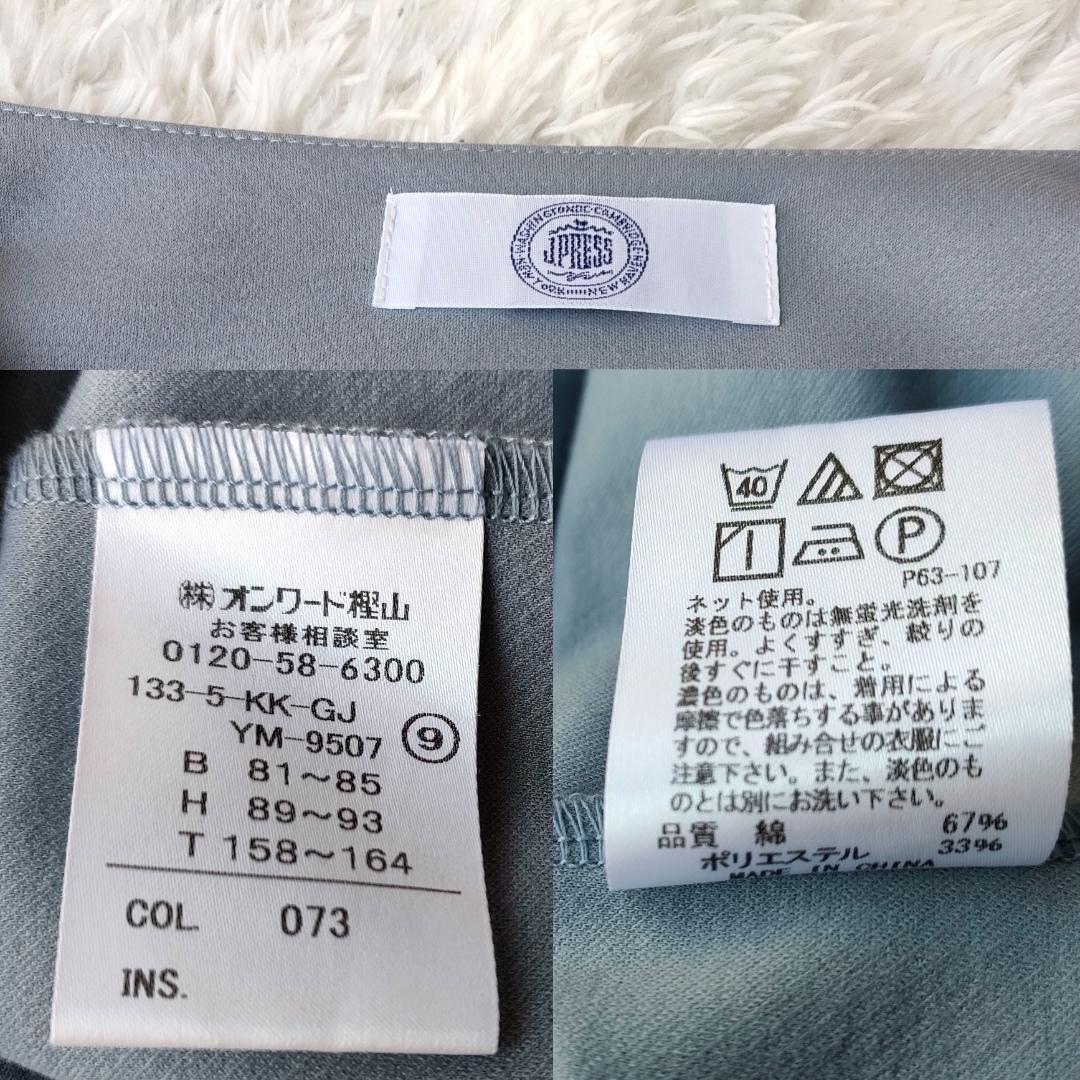 WASHINGTON DC·CAMBRIDGE
J.PRESS
NEW YORK NEW HAVEN
㈱オンワード樫山
お客様相談室
0120-58-6300
133-5-KK-GJ
YM-9507 ⑨
B 81~85
H 89~93
T 158~164
COL 073
INS.
40
P
P63-107
ネット使用。
淡色のものは無蛍光洗剤を
使用。よくすすぎ、絞りの
後すぐに干すこと。
濃色のものは、着用による
摩擦で色落ちする事がありま
すので、組み合せの衣服にご
注意下さい。また、淡色のも
のとは別にお洗い下さい。
品質 綿 67%
ポリエステル 33%
MADE IN CHINA